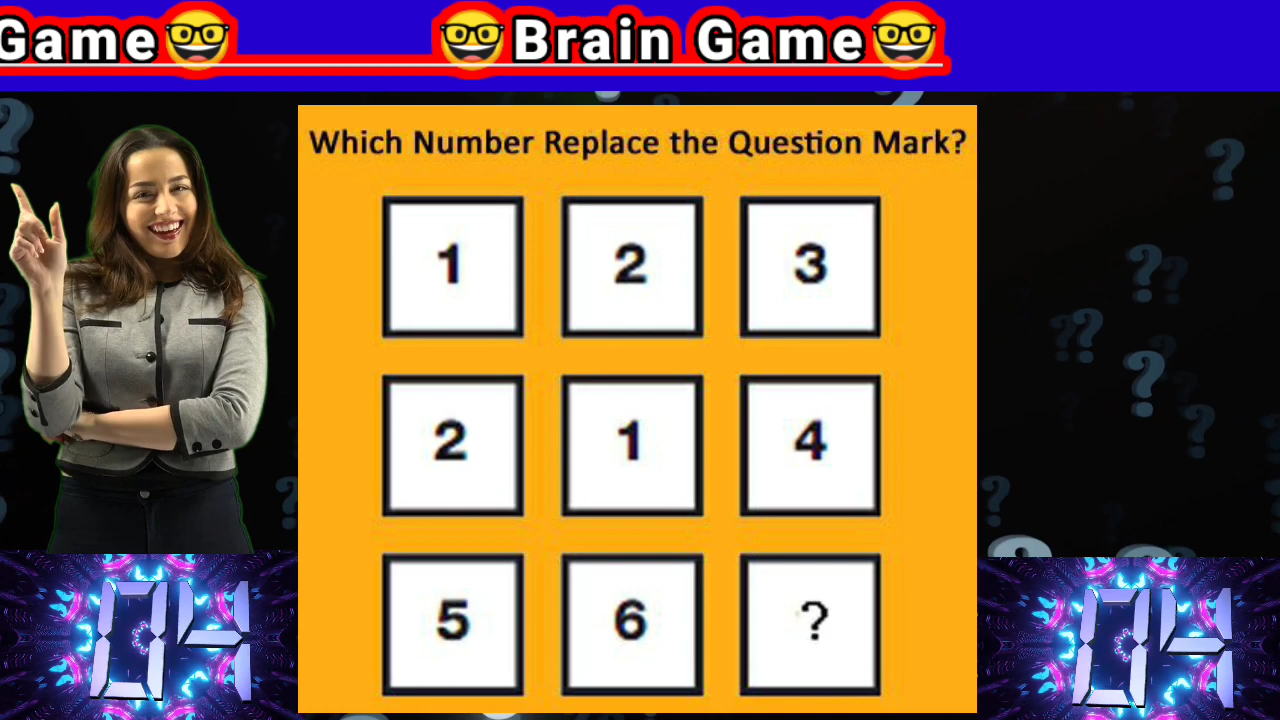 Game🤓 🤓Brain Game🤓
Which Number Replace the Question Mark?
1 2 3
2 1 4
5 6 ?
04 04